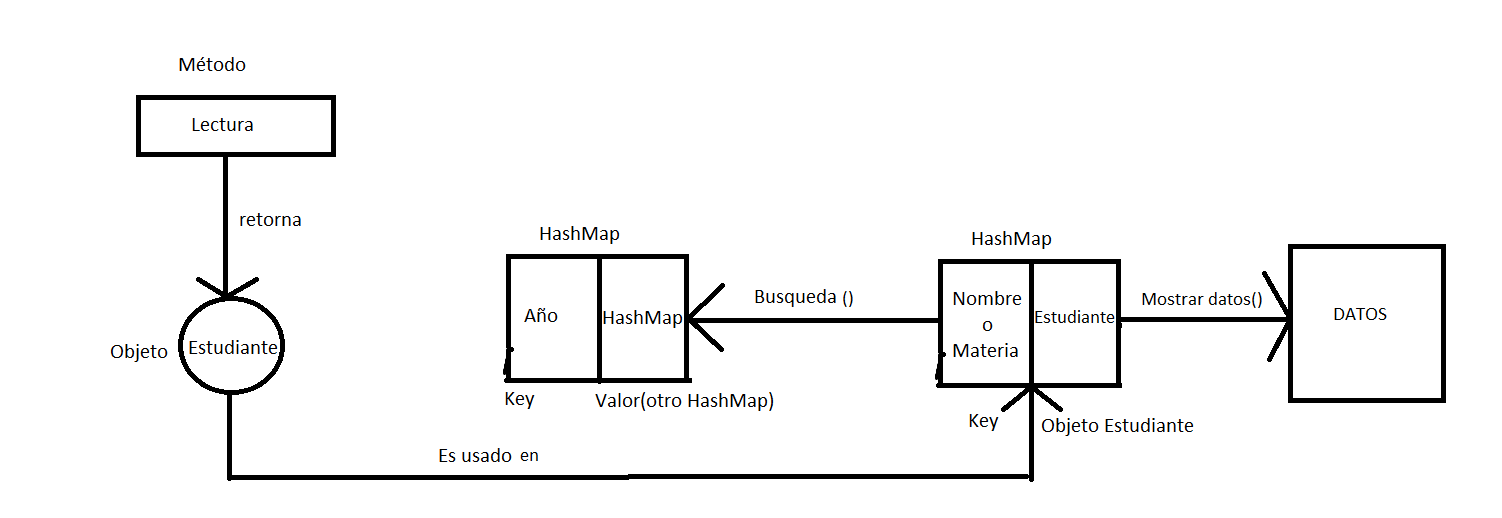 Método
Lectura
retorna
Objeto
Estudiante
Es usado en
HashMap
Año
HashMap
Key
Valor(otro HashMap)
Busqueda ()
HashMap
Nombre
o
Materia
Estudiante
Key
Objeto Estudiante
Mostrar datos()
DATOS